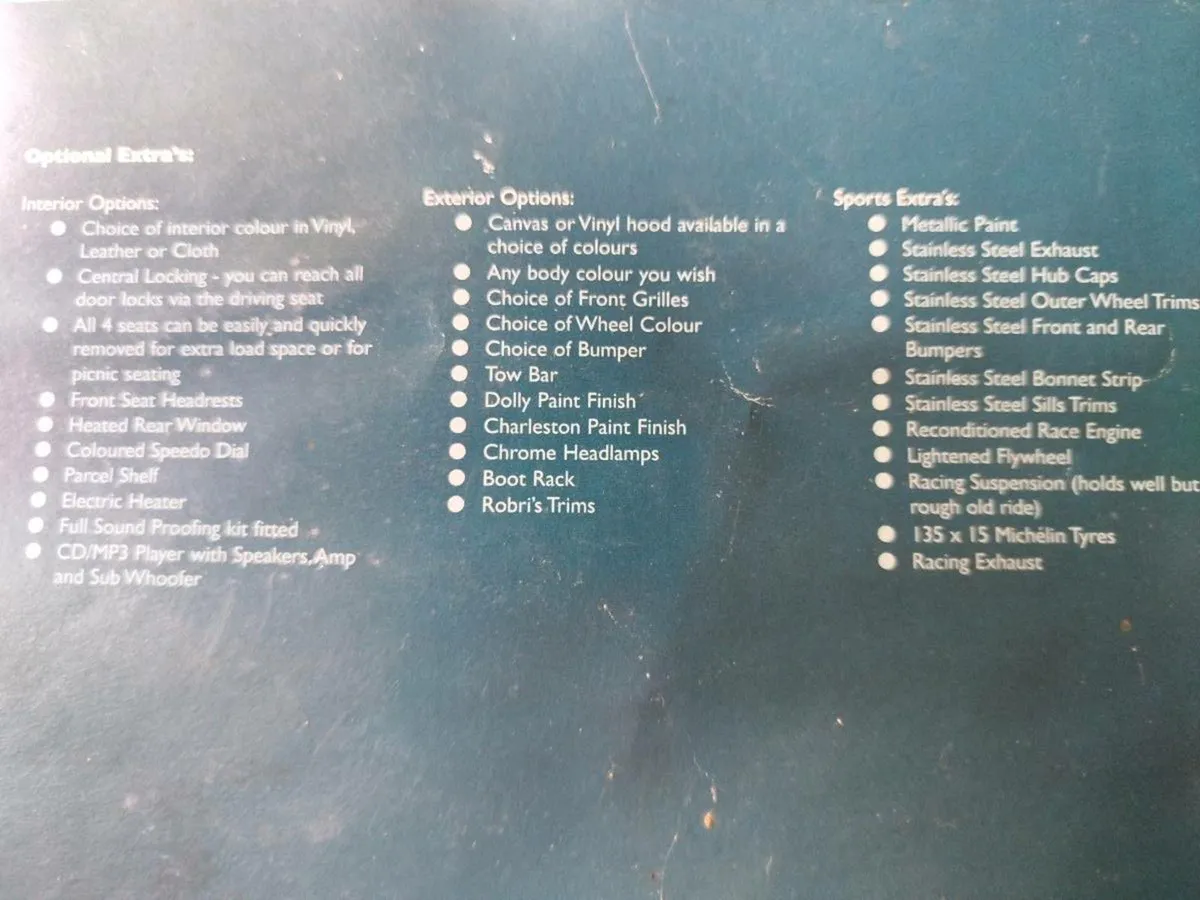 Optional Extra's:
Interior Options:
Choice of interior colour in Vinyl,
Leather or Cloth
Central Locking - you can reach all
door locks via the driving seat
All 4 seats can be easily and quickly
removed for extra load space or for
picnic seating
Front Seat Headrests
Heated Rear Window
Coloured Speedo Dial
Parcel Shelf
Electric Heater
Full Sound Proofing kit fitted
CD/MP3 Player with Speakers, Amp
and Sub Whoofer
Exterior Options:
Canvas or Vinyl hood available in a
choice of colours
Any body colour you wish
Choice of Front Grilles
Choice of Wheel Colour
Choice of Bumper
Tow Bar
Dolly Paint Finish
Charleston Paint Finish
Chrome Headlamps
Boot Rack
Robri's Trims
Sports Extra's:
Metallic Paint
Stainless Steel Exhaust
Stainless Steel Hub Caps
Stainless Steel Outer Wheel Trims
Stainless Steel Front and Rear
Bumpers
Stainless Steel Bonnet Strip
Stainless Steel Sills Trims
Reconditioned Race Engine
Lightened Flywheel
Racing Suspension (holds well but
rough old ride)
135 x 15 Michelin Tyres
Racing Exhaust